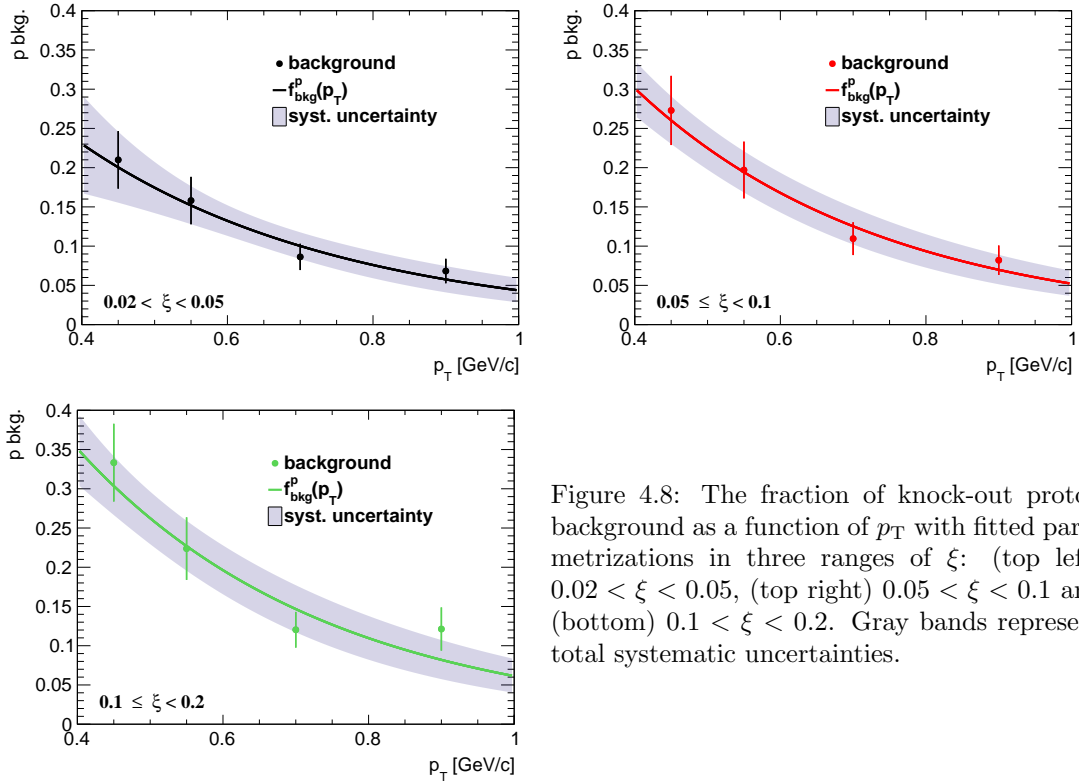 p bkg.
0.4
0.35
0.3
0.25
0.2
0.15
0.1
0.05
0
background
f^p_bkg(p_T)
syst. uncertainty
0.02 < ξ < 0.05
0.4 0.6 0.8 1
p_T [GeV/c]
p bkg.
0.4
0.35
0.3
0.25
0.2
0.15
0.1
0.05
0
background
f^p_bkg(p_T)
syst. uncertainty
0.05 ≤ ξ < 0.1
0.4 0.6 0.8 1
p_T [GeV/c]
p bkg.
0.4
0.35
0.3
0.25
0.2
0.15
0.1
0.05
0
background
f^p_bkg(p_T)
syst. uncertainty
0.1 ≤ ξ < 0.2
0.4 0.6 0.8 1
p_T [GeV/c]
Figure 4.8: The fraction of knock-out proto
background as a function of p_T with fitted par
metrizations in three ranges of ξ: (top lef
0.02 < ξ < 0.05, (top right) 0.05 < ξ < 0.1 an
(bottom) 0.1 < ξ < 0.2. Gray bands represe
total systematic uncertainties.